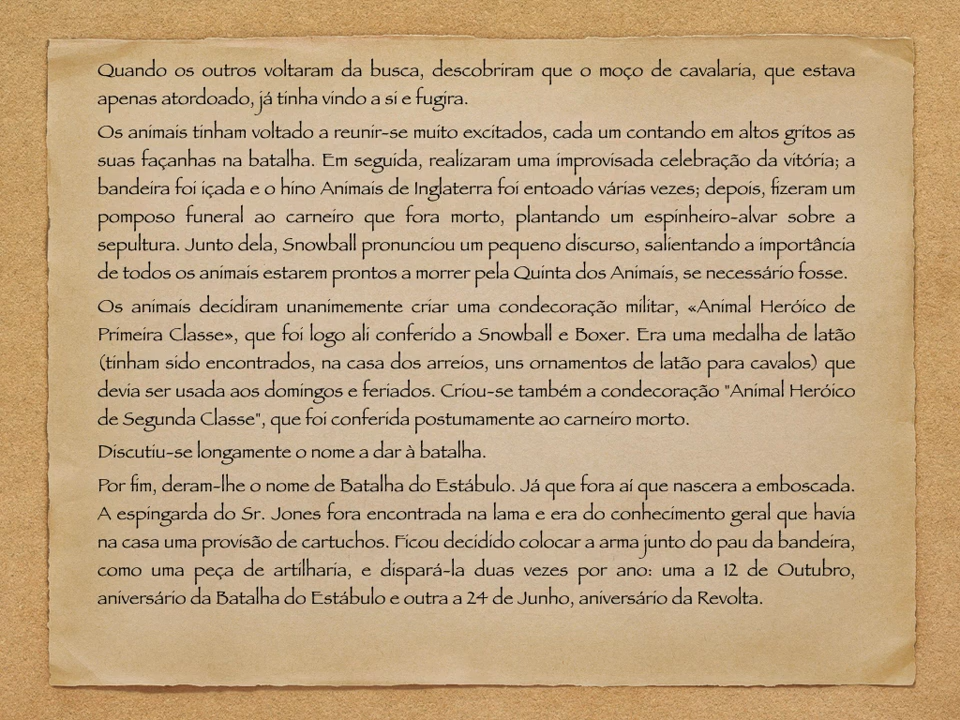 Quando os outros voltaram da busca, descobriram que o moço de cavalaria, que estava
apenas atordoado, já tinha vindo a si e fugira.
Os animais tinham voltado a reunir-se muito excitados, cada um contando em altos gritos as
suas façanhas na batalha. Em seguida, realizaram uma improvisada celebração da vitória; a
bandeira foi içada e o hino Animais de Inglaterra foi entoado várias vezes; depois, fizeram um
pomposo funeral ao carneiro que fora morto, plantando um espinheiro-alvar sobre a
sepultura. Junto dela, Snowball pronunciou um pequeno discurso, salientando a importância
de todos os animais estarem prontos a morrer pela Quinta dos Animais, se necessário fosse.
Os animais decidiram unanimemente criar uma condecoração militar, «Animal Heróico de
Primeira Classe», que foi logo ali conferido a Snowball e Boxer. Era uma medalha de latão
(tinham sido encontrados, na casa dos arreios, uns ornamentos de latão para cavalos) que
devia ser usada aos domingos e feriados. Criou-se também a condecoração "Animal Heróico
de Segunda Classe", que foi conferida postumamente ao carneiro morto.
Discutiu-se longamente o nome a dar à batalha.
Por fim, deram-lhe o nome de Batalha do Estábulo. Já que fora aí que nascera a emboscada.
A espingarda do Sr. Jones fora encontrada na lama e era do conhecimento geral que havia
na casa uma provisão de cartuchos. Ficou decidido colocar a arma junto do pau da bandeira,
como uma peça de artilharia, e dispará-la duas vezes por ano: uma a 12 de Outubro,
aniversário da Batalha do Estábulo e outra a 24 de Junho, aniversário da Revolta.